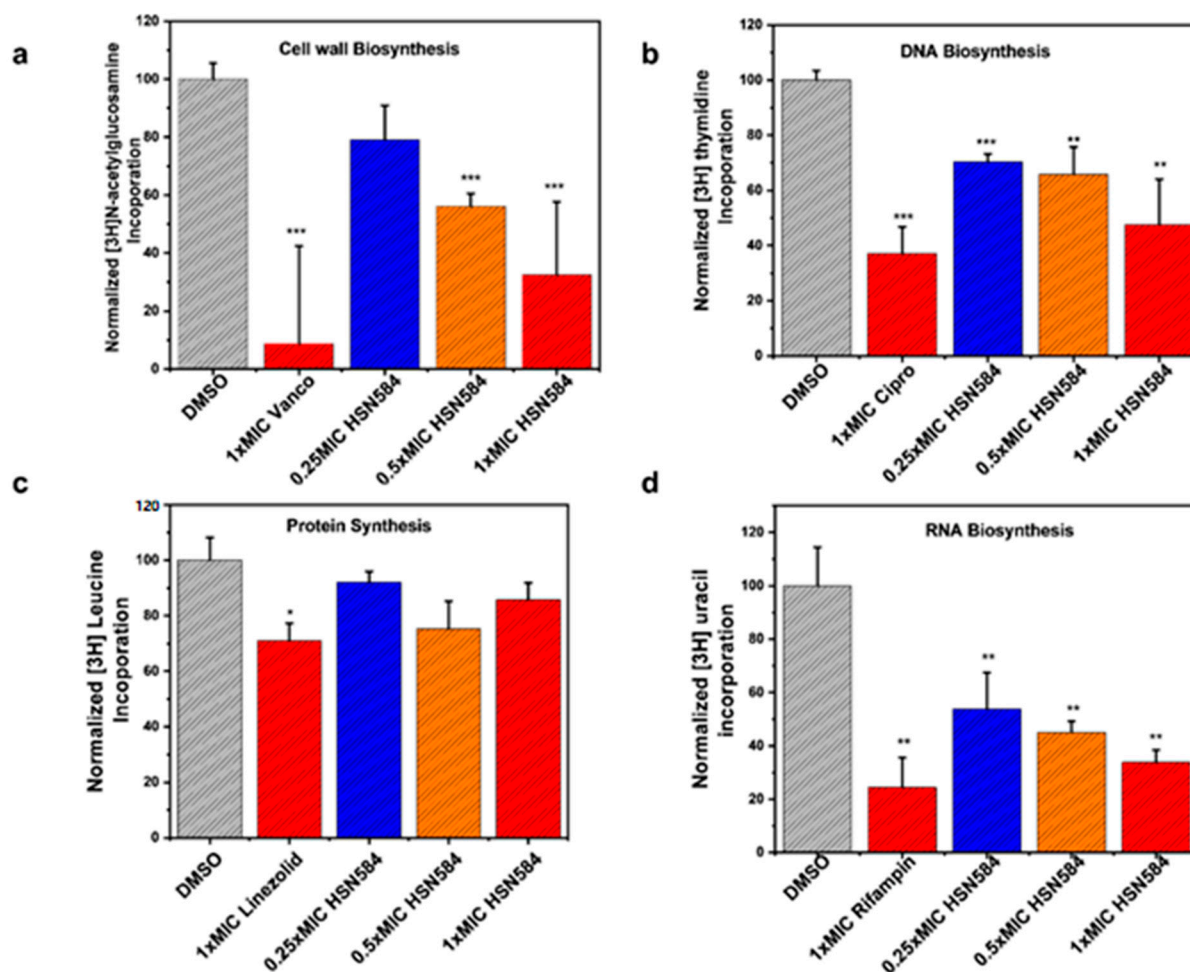 a
Cell wall Biosynthesis
Normalized [3H]N-acetylglucosamine
Incoporation
120
100
80
60
40
20
0
***
***
***
DMSO
1xMIC Vanco
0.25MIC HSN584
0.5xMIC HSN584
1xMIC HSN584
b
DNA Biosynthesis
Normalized [3H] thymidine
Incoporation
120
100
80
60
40
20
0
***
***
**
**
DMSO
1xMIC Cipro
0.25xMIC HSN584
0.5xMIC HSN584
1xMIC HSN584
c
Protein Synthesis
Normalized [3H] Leucine
Incoporation
120
100
80
60
40
20
0
*
DMSO
1xMIC Linezolid
0.25xMIC HSN584
0.5xMIC HSN584
1xMIC HSN584
d
RNA Biosynthesis
Normalized [3H] uracil
incorporation
120
100
80
60
40
20
0
**
**
**
**
DMSO
1xMIC Rifampin
0.25xMIC HSN584
0.5xMIC HSN584
1xMIC HSN584